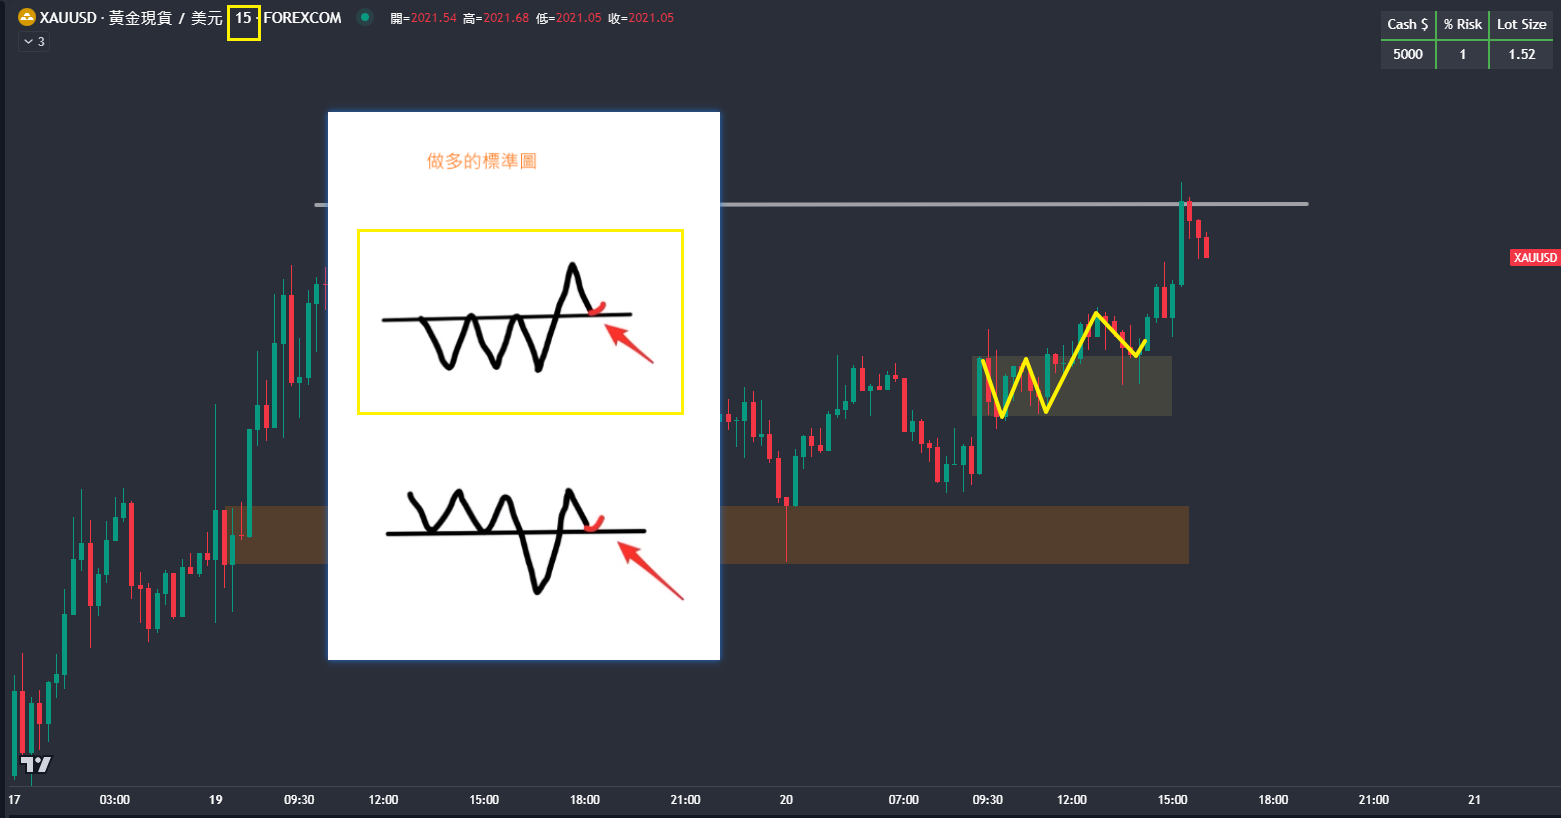 XAUUSD · 黃金現貨 / 美元 15 · FOREXCOM 開=2021.54 高=2021.68 低=2021.05 收=2021.05
3
Cash $ % Risk Lot Size
5000 1 1.52
做多的標準圖
XAUUSD
17 03:00 19 09:30 12:00 15:00 18:00 21:00 20 07:00 09:30 12:00 15:00 18:00 21:00 21